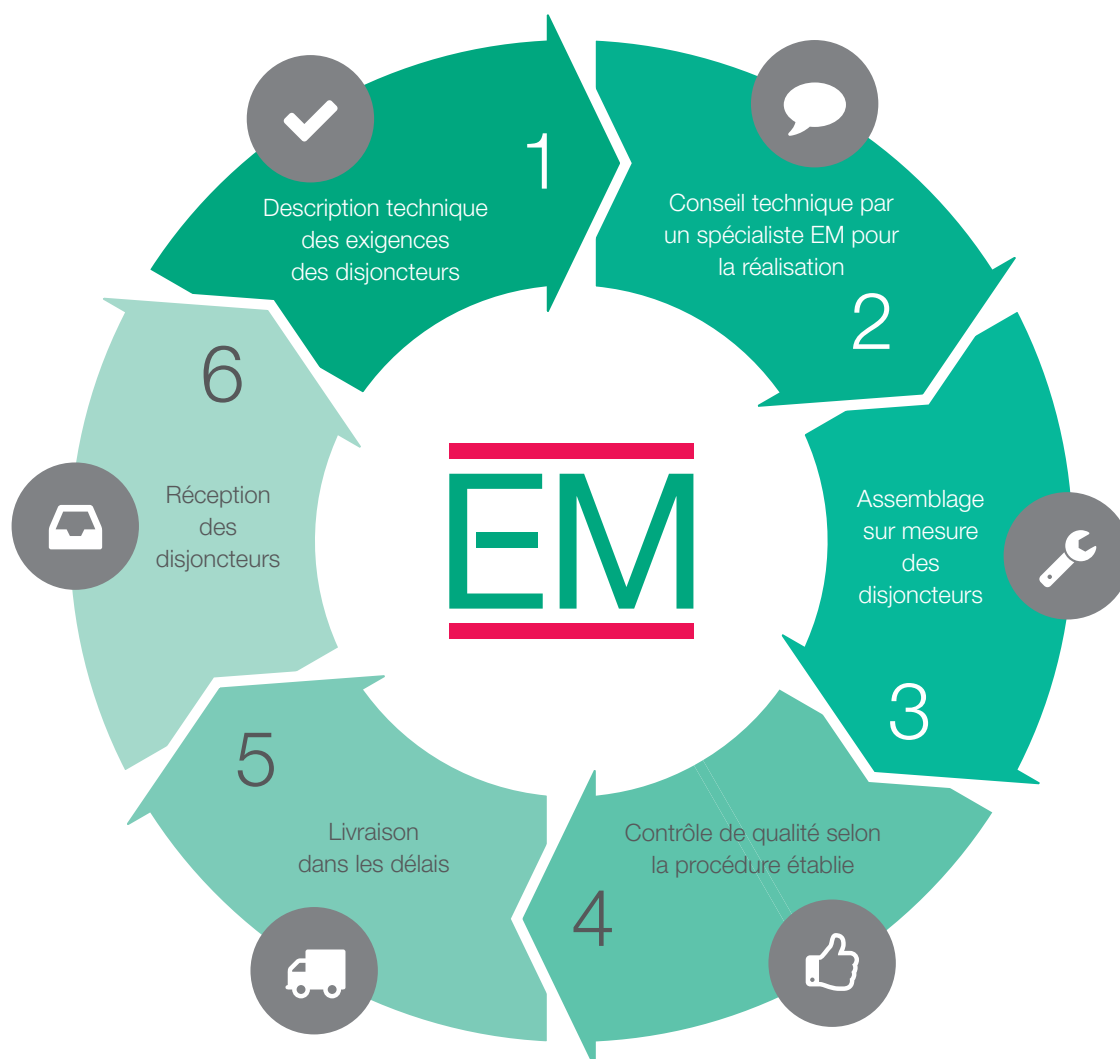 1
Description technique
des exigences
des disjoncteurs
Conseil technique par
un spécialiste EM pour
la réalisation
2
Assemblage
sur mesure
des
disjoncteurs
3
Contrôle de qualité selon
la procédure établie
4
Livraison
dans les délais
5
Réception
des
disjoncteurs
6
EM